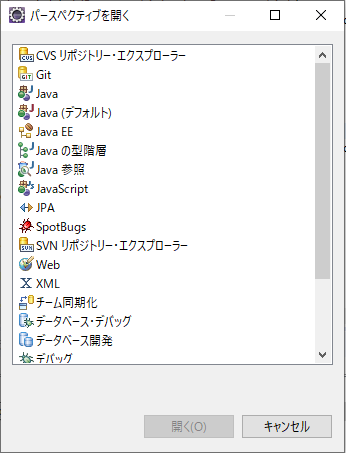 パースペクティブを開く
CVS リポジトリー・エクスプローラー
Git
Java
Java (デフォルト)
Java EE
Java の型階層
Java 参照
JavaScript
JPA
SpotBugs
SVN リポジトリー・エクスプローラー
Web
XML
チーム同期化
データベース・デバッグ
データベース開発
デバッグ
開く(O)
キャンセル